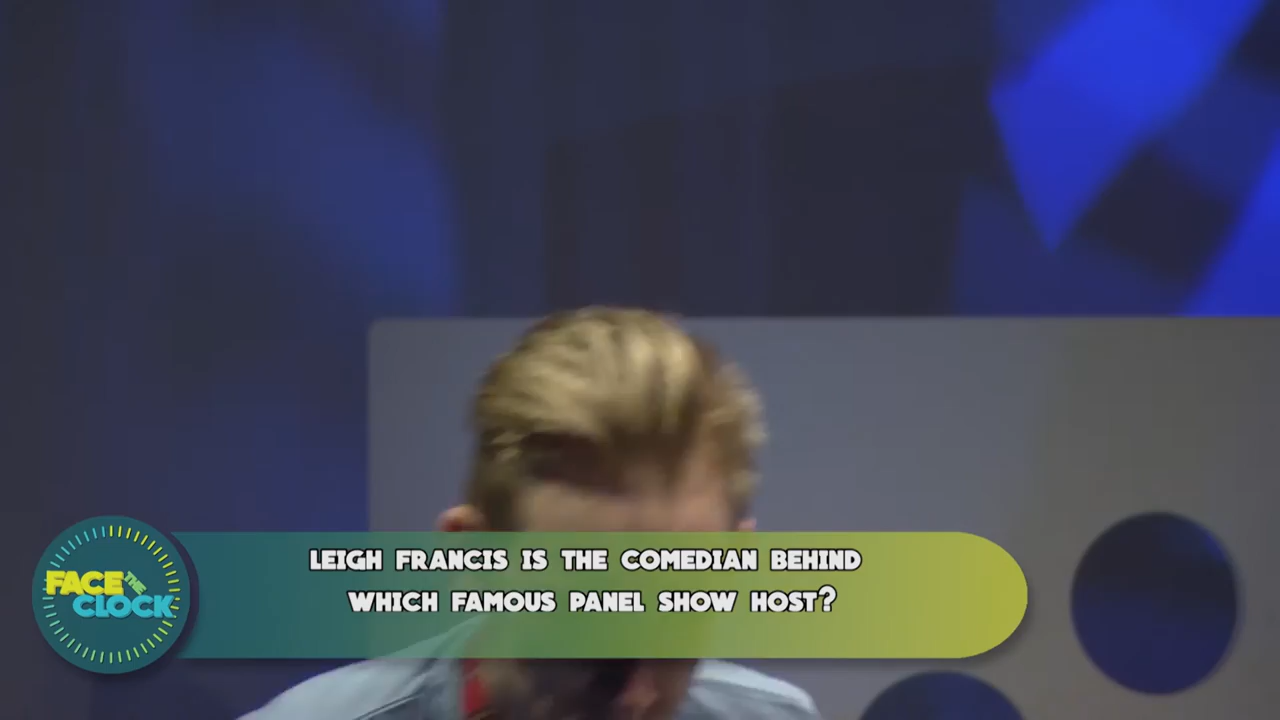 FACE THE
CLOCK
LEIGH FRANCIS IS THE COMEDIAN BEHIND
WHICH FAMOUS PANEL SHOW HOST?